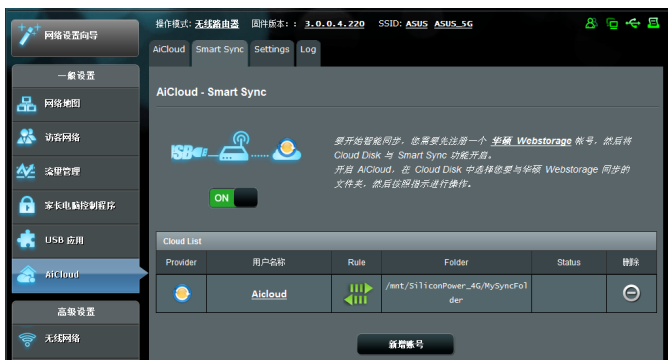 网络设置向导
操作模式: 无线路由器 固件版本: : 3.0.0.4.220 SSID: ASUS ASUS_5G
AiCloud Smart Sync Settings Log
一般设置
网络地图
访客网络
流量管理
家长电脑控制程序
USB 应用
AiCloud
高级设置
无线网络
AiCloud - Smart Sync
USB
要开始智能同步，您需要先注册一个 华硕 Webstorage 帐号，然后将
Cloud Disk 与 Smart Sync 功能开启。
开启 AiCloud，在 Cloud Disk 中选择您要与华硕 Webstorage 同步的
文件夹，然后按照指示进行操作。
ON
Cloud List
Provider 用户名称 Rule Folder Status 删除
Aicloud /mnt/SiliconPower_4G/MySyncFol
der
新增账号